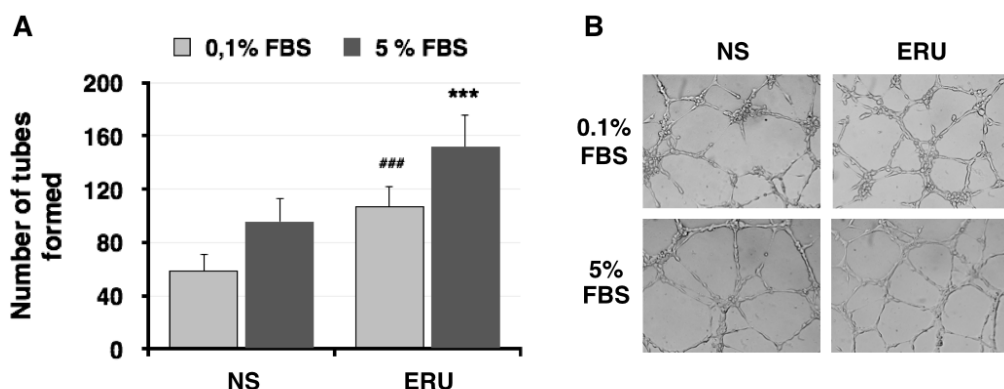 A
0,1% FBS 5 % FBS
Number of tubes
formed
200
160
120
80
40
0
###
***
NS ERU
B
NS ERU
0.1%
FBS
5%
FBS